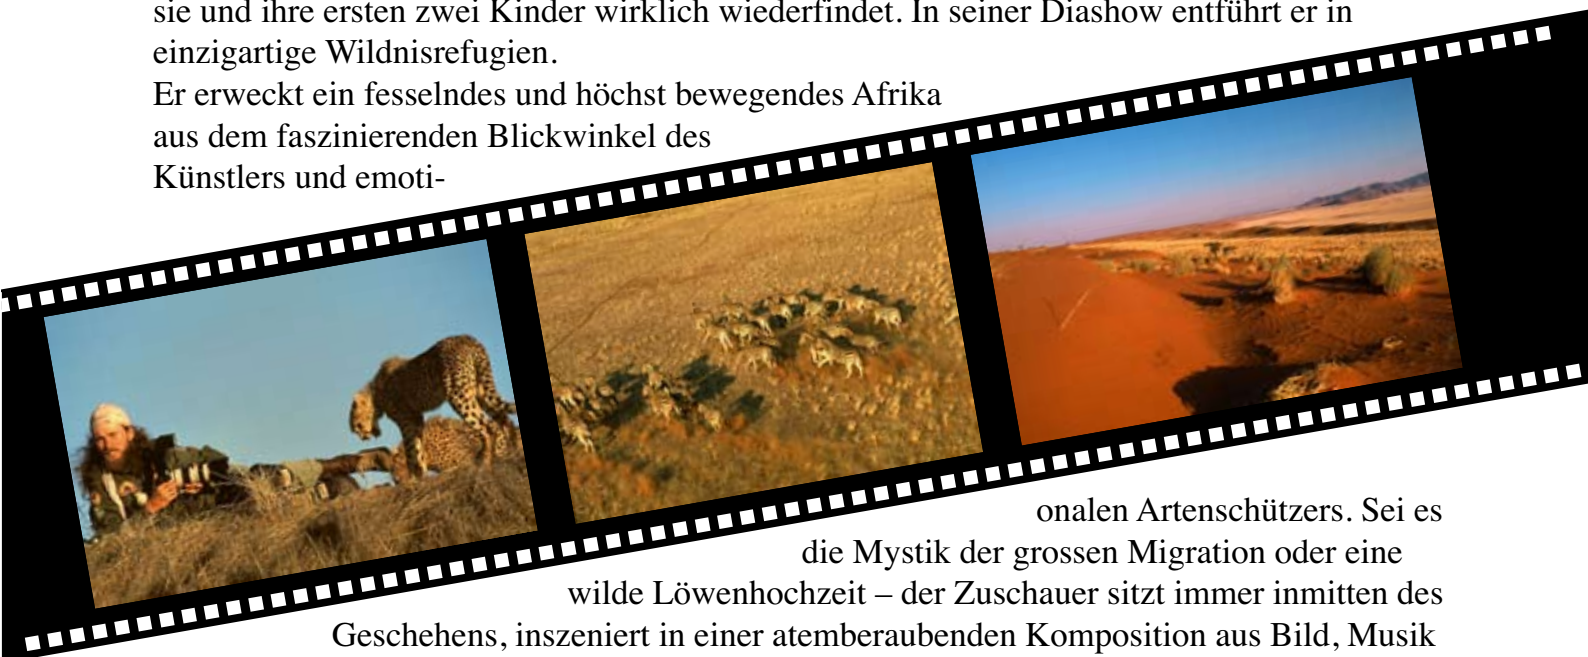 sie und ihre ersten zwei Kinder wirklich wiederfindet. In seiner Diashow entführt er in
einzigartige Wildnisrefugien.
Er erweckt ein fesselndes und höchst bewegendes Afrika
aus dem faszinierenden Blickwinkel des
Künstlers und emoti-
onalen Artenschützers. Sei es
die Mystik der grossen Migration oder eine
wilde Löwenhochzeit – der Zuschauer sitzt immer inmitten des
Geschehens, inszeniert in einer atemberaubenden Komposition aus Bild, Musik